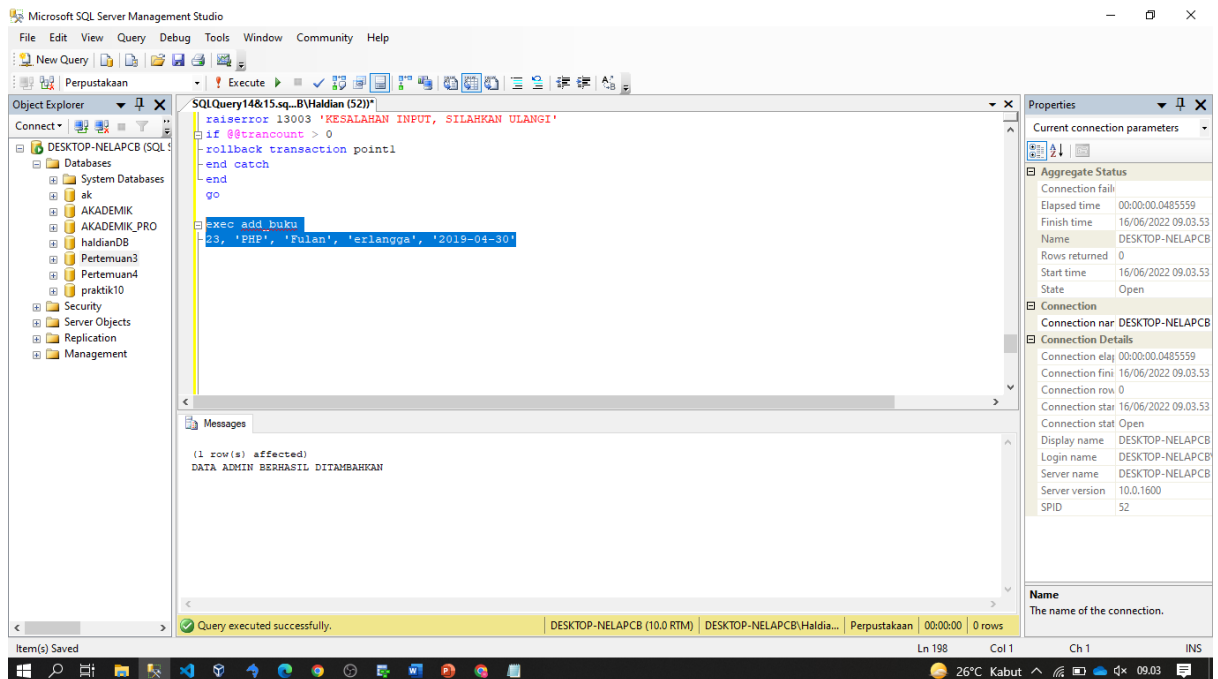 Microsoft SQL Server Management Studio
File Edit View Query Debug Tools Window Community Help
New Query
Perpustakaan Execute
Object Explorer
Connect
DESKTOP-NELAPCB (SQL S
Databases
System Databases
ak
AKADEMIK
AKADEMIK_PRO
haldianDB
Pertemuan3
Pertemuan4
praktik10
Security
Server Objects
Replication
Management
SQLQuery14&15.sq...B\Haldian (52))*
raiserror 13003 'KESALAHAN INPUT, SILAHKAN ULANGI'
if @@trancount > 0
rollback transaction point1
end catch
end
go
exec add_buku
23, 'PHP', 'Fulan', 'erlangga', '2019-04-30'
Messages
(1 row(s) affected)
DATA ADMIN BERHASIL DITAMBAHKAN
Query executed successfully. DESKTOP-NELAPCB (10.0 RTM) DESKTOP-NELAPCB\Haldia... Perpustakaan 00:00:00 0 rows
Properties
Current connection parameters
Aggregate Status
Connection failu
Elapsed time 00:00:00.0485559
Finish time 16/06/2022 09.03.53
Name DESKTOP-NELAPCB
Rows returned 0
Start time 16/06/2022 09.03.53
State Open
Connection
Connection nar DESKTOP-NELAPCB
Connection Details
Connection elap 00:00:00.0485559
Connection fini 16/06/2022 09.03.53
Connection row 0
Connection star 16/06/2022 09.03.53
Connection stat Open
Display name DESKTOP-NELAPCB
Login name DESKTOP-NELAPCB\
Server name DESKTOP-NELAPCB
Server version 10.0.1600
SPID 52
Name
The name of the connection.
Item(s) Saved Ln 198 Col 1 Ch 1 INS
26°C Kabut 09.03